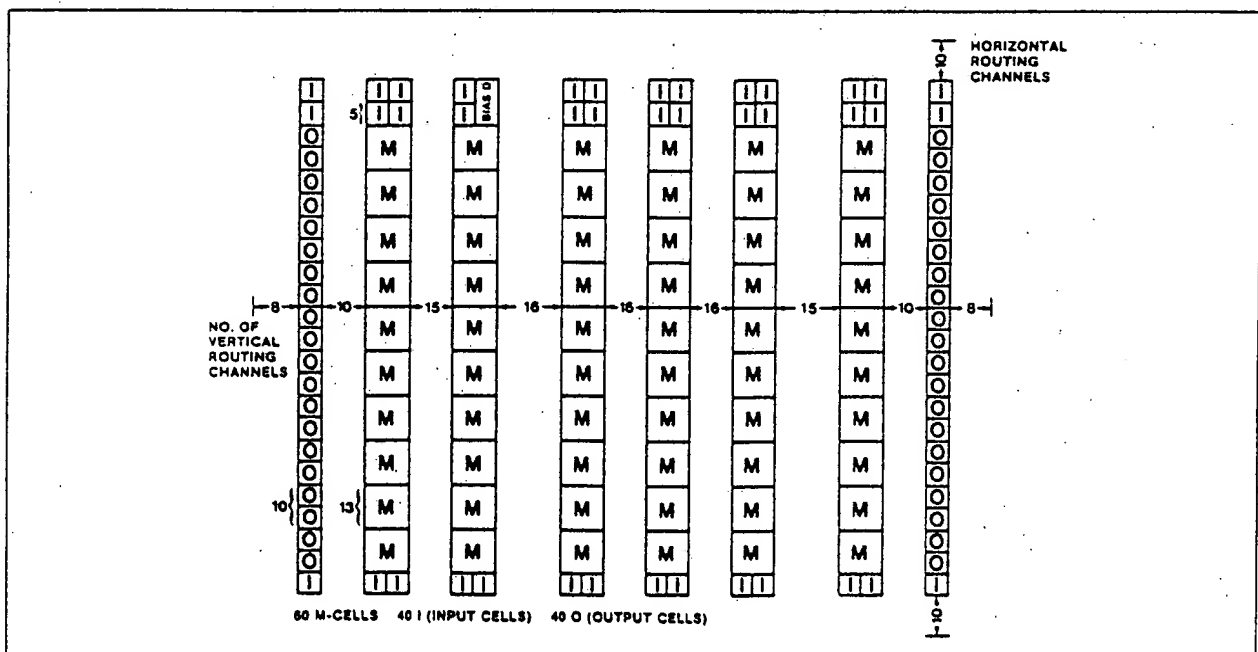 10 HORIZONTAL
ROUTING
CHANNELS
I I I I BIAS D I I I I I I I I I
I 5 I I I I I I I I I I I I
O M M M M M M O
O O
O M M M M M M O
O O
O M M M M M M O
O O
O M M M M M M O
O O
8 10 15 16 16 16 15 10 8
NO. OF
VERTICAL
ROUTING
CHANNELS
O M M M M M M O
O O
O M M M M M M O
O O
O M M M M M M O
O O
O M M M M M M O
O O
10 O 13 M M M M M M O
O O
O M M M M M M O
O O
I I I I I I I I I I I I I I
60 M-CELLS 40 I (INPUT CELLS) 40 O (OUTPUT CELLS)
10